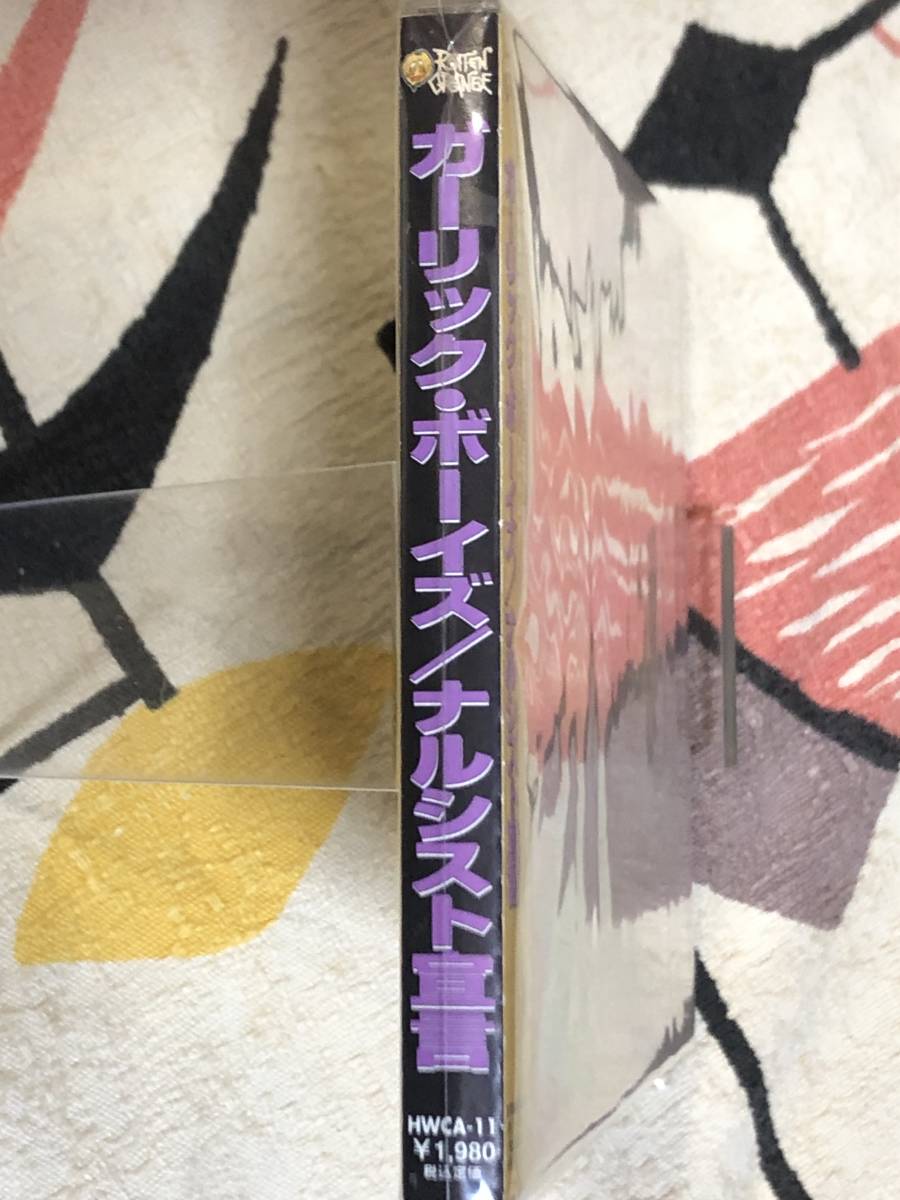 ROTTEN
ORANGE
ガーリック・ボーイズ/ナルシスト宣言
HWCA-11
¥1,980
税込定価